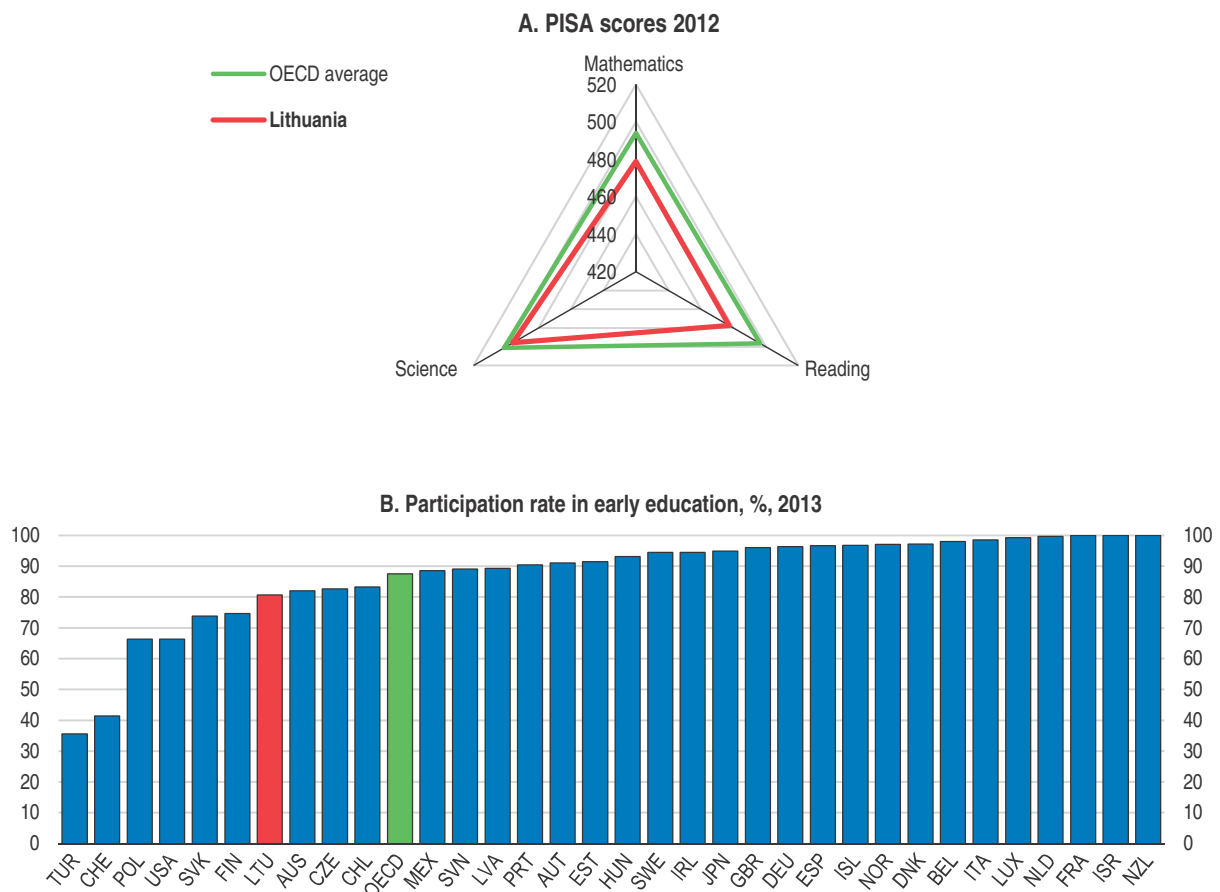 A. PISA scores 2012
OECD average
Lithuania
Mathematics
520
500
480
460
440
420
Science
Reading
B. Participation rate in early education, %, 2013
100 100
90 90
80 80
70 70
60 60
50 50
40 40
30 30
20 20
10 10
0 0
TUR CHE POL USA SVK FIN LTU AUS CZE CHL OECD MEX SVN LVA PRT AUT EST HUN SWE IRL JPN GBR DEU ESP ISL NOR DNK BEL ITA LUX NLD FRA ISR NZL